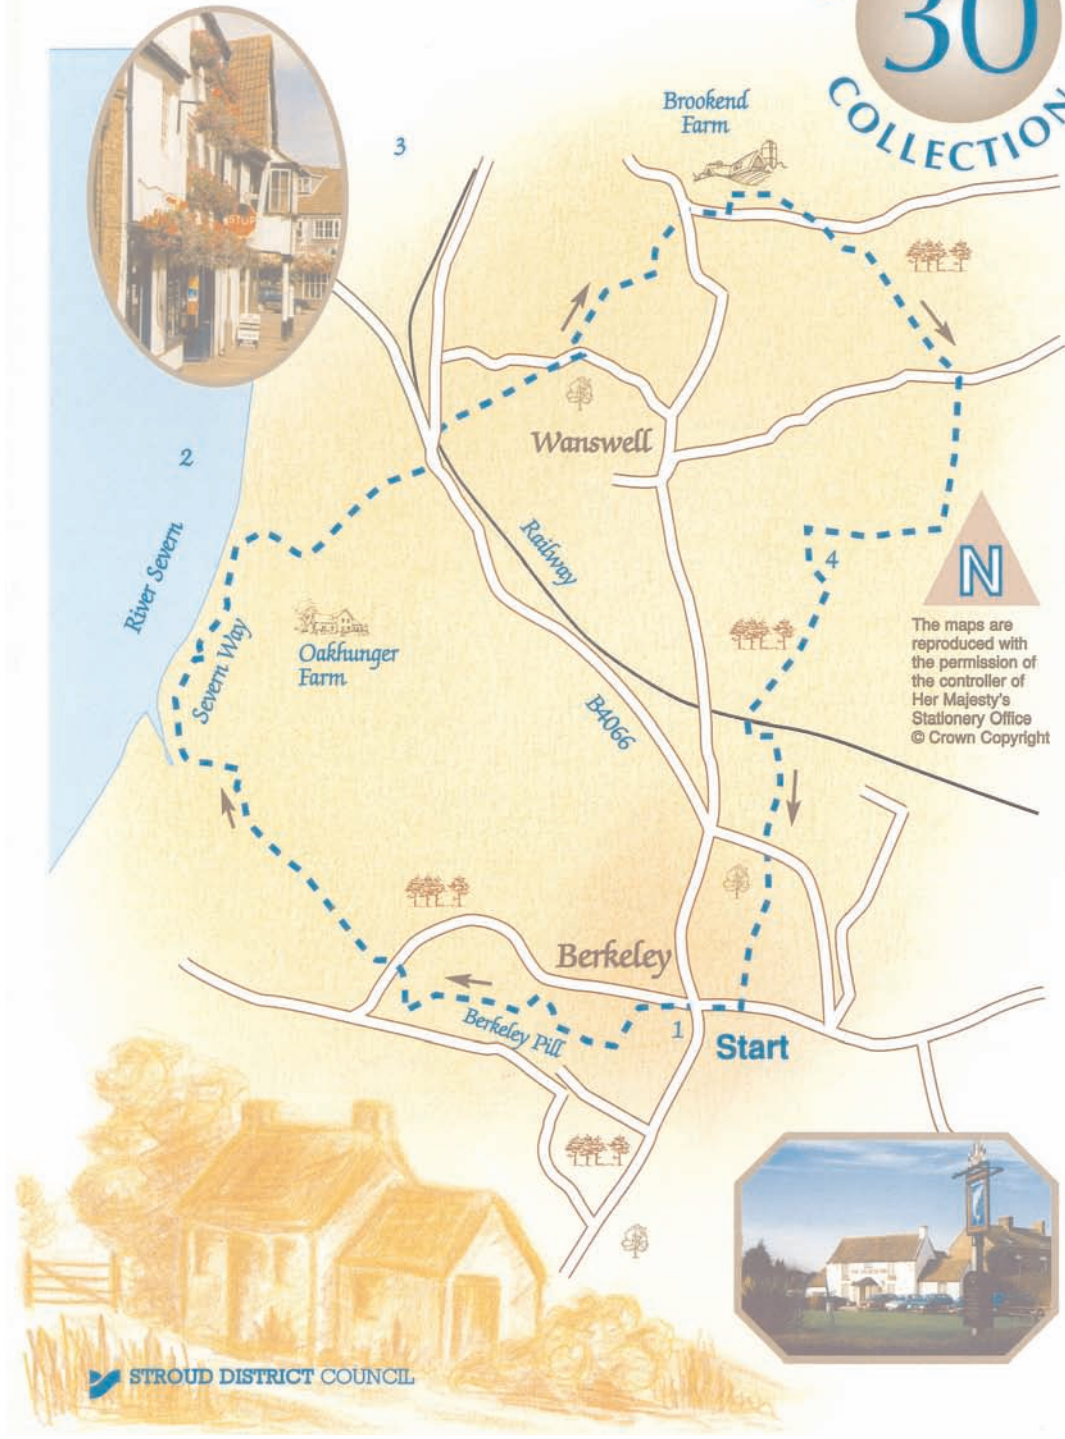 30
COLLECTION
Brookend
Farm
3
STOP
Wanswell
2
River Severn
Railway
4
N
The maps are
reproduced with
the permission of
the controller of
Her Majesty's
Stationery Office
© Crown Copyright
Severn Way
Oakhunger
Farm
B4066
Berkeley
Berkeley Pill
1
Start
STROUD DISTRICT COUNCIL